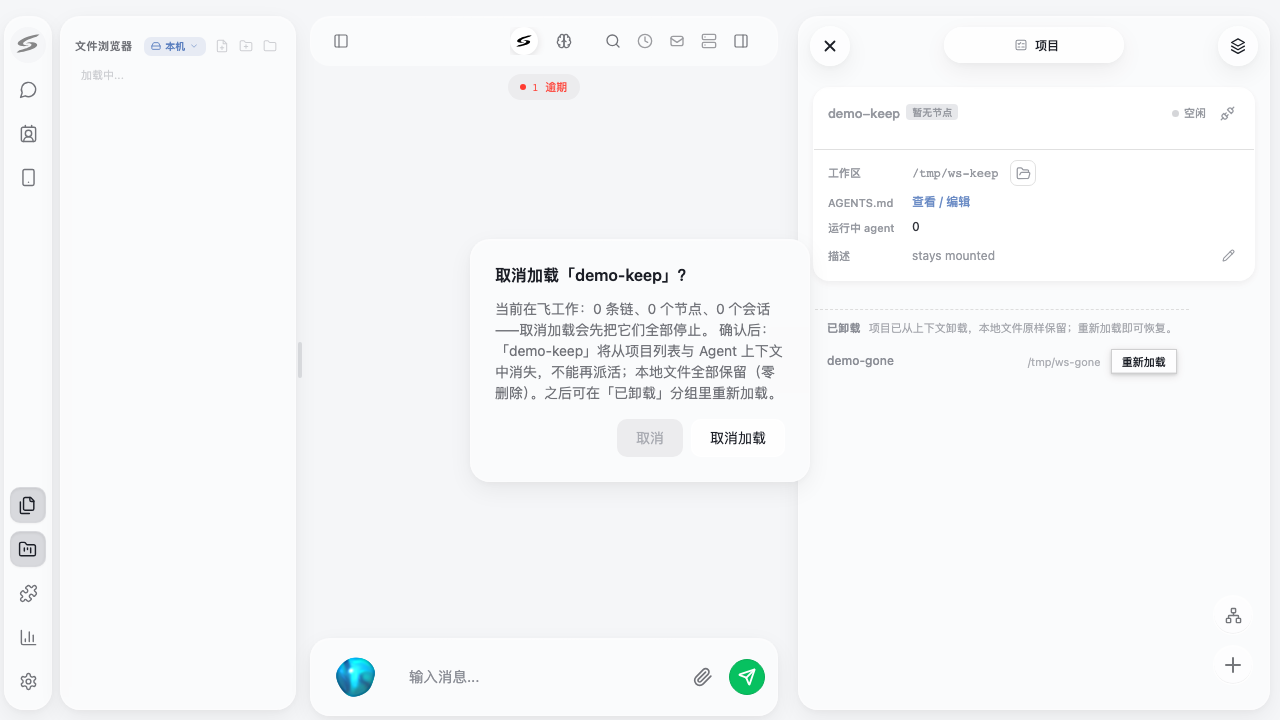 文件浏览器
本机
加载中...
1 逾期
项目
demo-keep 暂无节点
空闲
工作区 /tmp/ws-keep
AGENTS.md 查看 / 编辑
运行中 agent 0
描述 stays mounted
已卸载 项目已从上下文卸载，本地文件原样保留；重新加载即可恢复。
demo-gone /tmp/ws-gone 重新加载
取消加载「demo-keep」?
当前在飞工作：0 条链、0 个节点、0 个会话
——取消加载会先把它们全部停止。 确认后：
「demo-keep」将从项目列表与 Agent 上下文
中消失，不能再派活；本地文件全部保留（零
删除）。之后可在「已卸载」分组里重新加载。
取消 取消加载
输入消息...